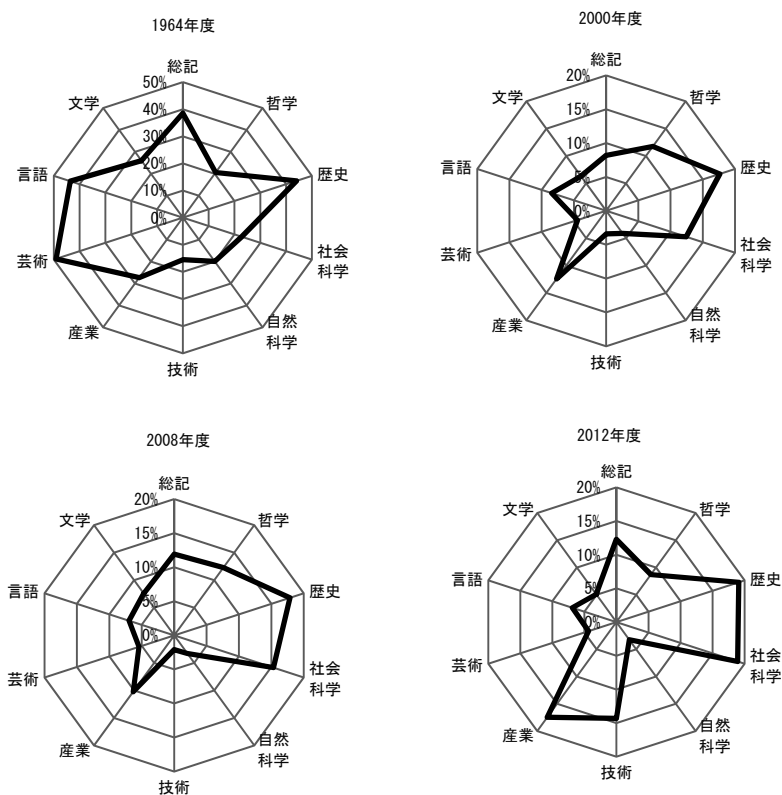 1964年度
総記
50%
40%
30%
20%
10%
0%
哲学
歴史
社会
科学
自然
科学
技術
産業
芸術
言語
文学
2000年度
総記
20%
15%
10%
5%
0%
哲学
歴史
社会
科学
自然
科学
技術
産業
芸術
言語
文学
2008年度
総記
20%
15%
10%
5%
0%
哲学
歴史
社会
科学
自然
科学
技術
産業
芸術
言語
文学
2012年度
総記
20%
15%
10%
5%
0%
哲学
歴史
社会
科学
自然
科学
技術
産業
芸術
言語
文学